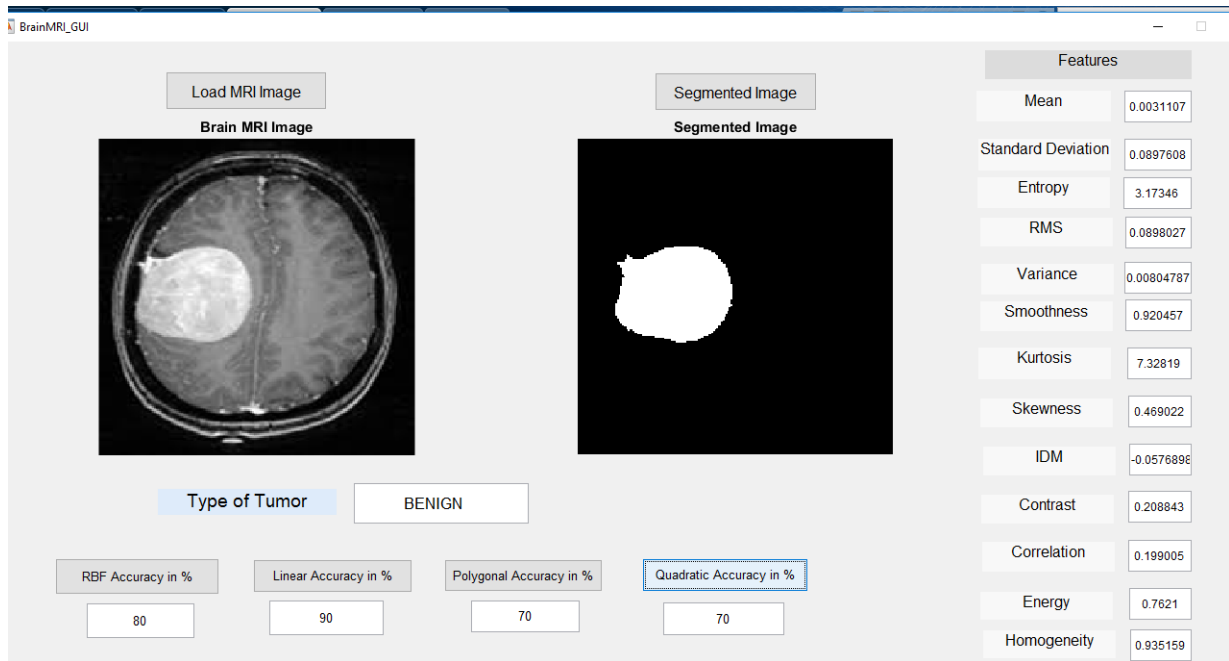 BrainMRI_GUI
Load MRI Image
Brain MRI Image
Segmented Image
Segmented Image
Type of Tumor BENIGN
RBF Accuracy in % Linear Accuracy in % Polygonal Accuracy in % Quadratic Accuracy in %
80 90 70 70
Features
Mean 0.0031107
Standard Deviation 0.0897608
Entropy 3.17346
RMS 0.0898027
Variance 0.00804787
Smoothness 0.920457
Kurtosis 7.32819
Skewness 0.469022
IDM -0.0576898
Contrast 0.208843
Correlation 0.199005
Energy 0.7621
Homogeneity 0.935159